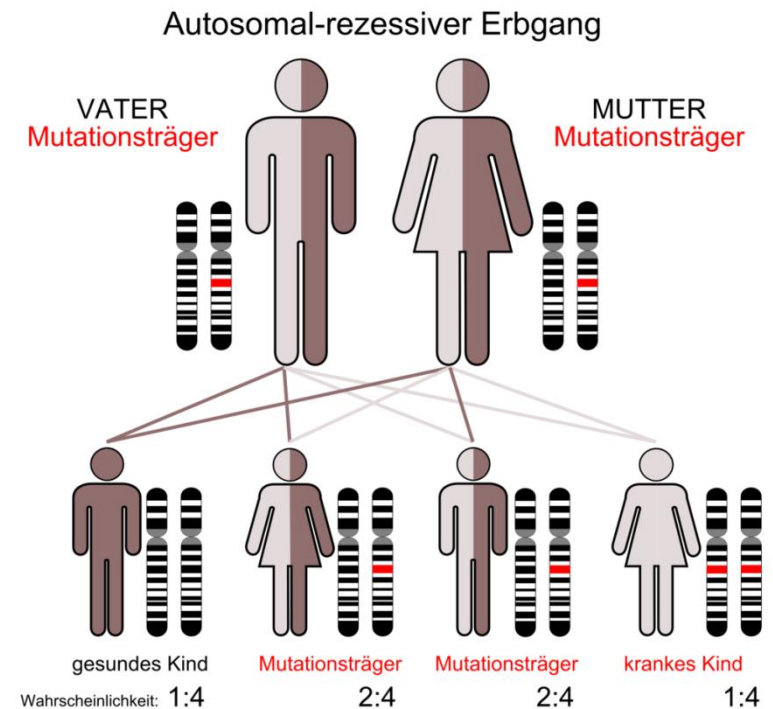 Autosomal-rezessiver Erbgang
VATER
Mutationsträger
MUTTER
Mutationsträger
gesundes Kind
Mutationsträger
Mutationsträger
krankes Kind
Wahrscheinlichkeit: 1:4 2:4 2:4 1:4